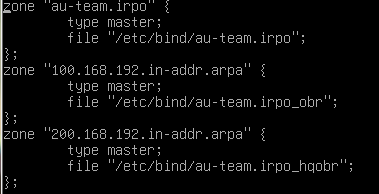 zone "au-team.irpo" {
type master;
file "/etc/bind/au-team.irpo";
};
zone "100.168.192.in-addr.arpa" {
type master;
file "/etc/bind/au-team.irpo_obr";
};
zone "200.168.192.in-addr.arpa" {
type master;
file "/etc/bind/au-team.irpo_hqobr";
};